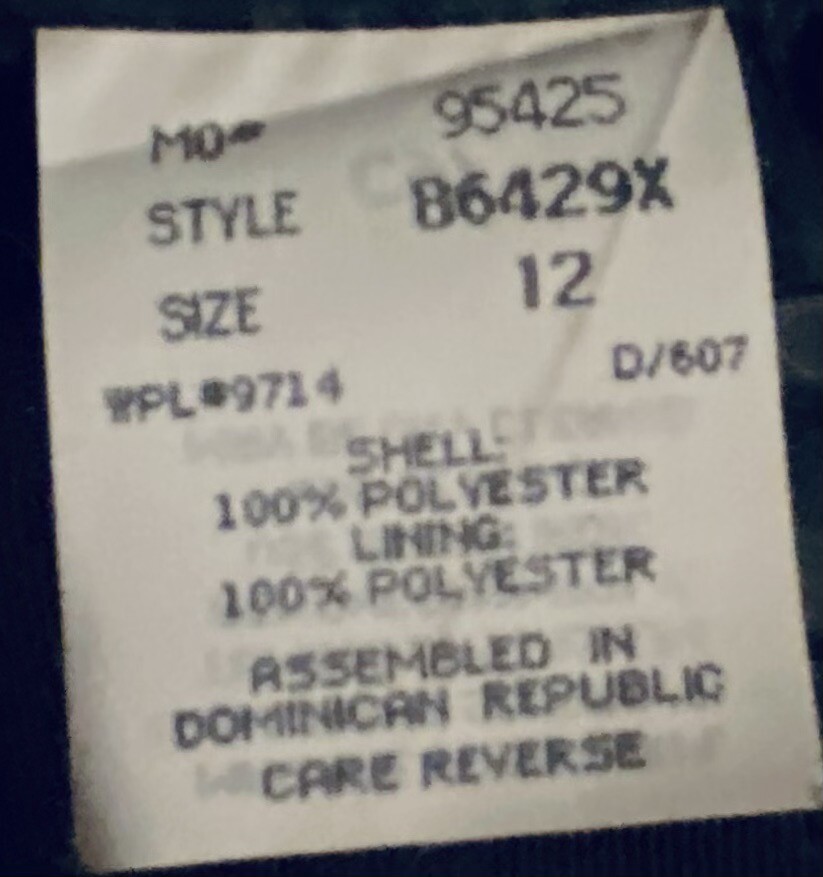 MO# 95425
STYLE B6429X
SIZE 12
WPL#9714 D/607
SHELL:
100% POLYESTER
LINING:
100% POLYESTER
ASSEMBLED IN
DOMINICAN REPUBLIC
CARE REVERSE